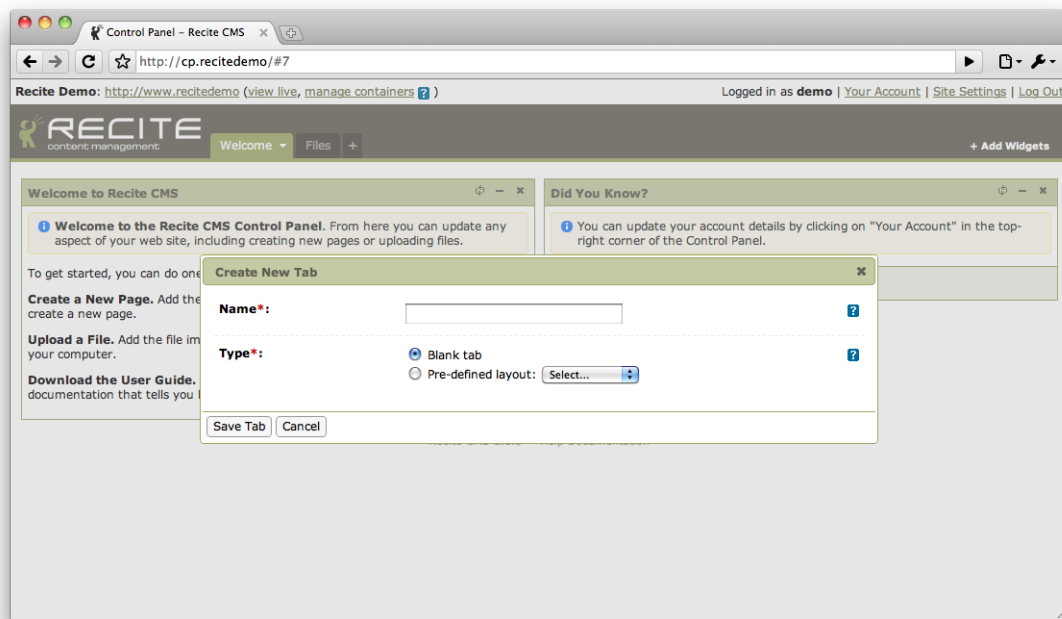 Control Panel – Recite CMS
http://cp.recitedemo/#7
Recite Demo: http://www.recitedemo (view live, manage containers ? )
Logged in as demo | Your Account | Site Settings | Log Out
RECITE
content management
Welcome
Files
+
+ Add Widgets
Welcome to Recite CMS
Welcome to the Recite CMS Control Panel. From here you can update any
aspect of your web site, including creating new pages or uploading files.
To get started, you can do one
Create a New Page. Add the
create a new page.
Upload a File. Add the file im
your computer.
Download the User Guide.
documentation that tells you
Did You Know?
You can update your account details by clicking on "Your Account" in the top-
right corner of the Control Panel.
Create New Tab
Name*:
?
Type*:
Blank tab
?
Pre-defined layout: Select...
Save Tab
Cancel